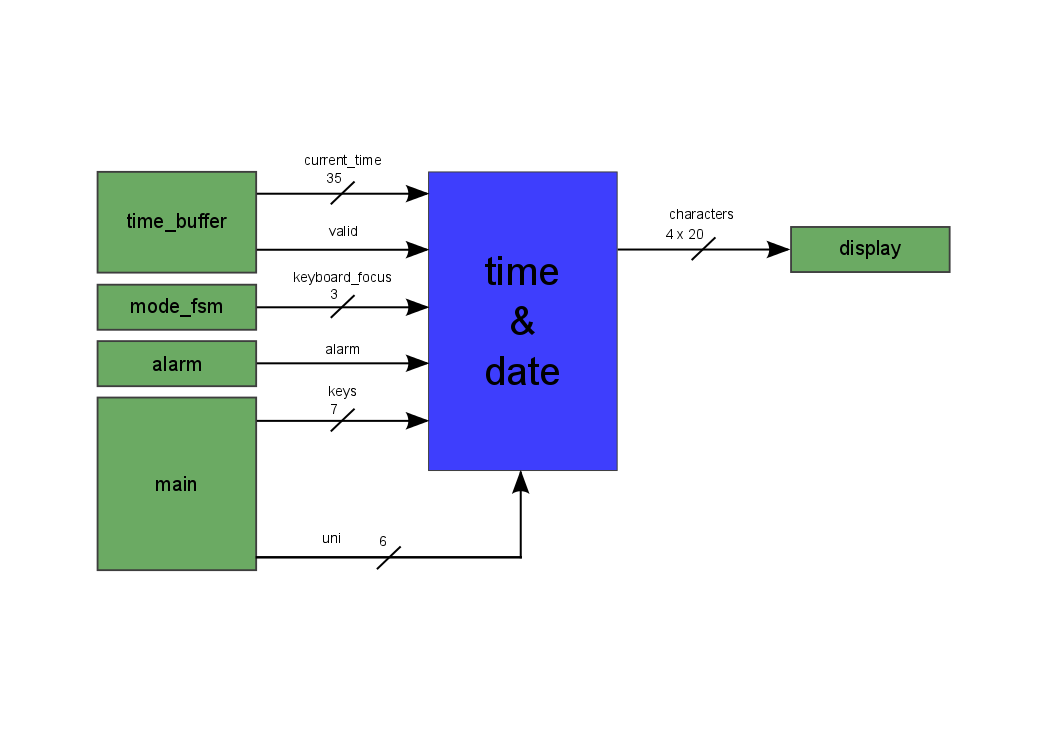 current_time
35
time_buffer
valid
keyboard_focus
3
mode_fsm
alarm
alarm
keys
7
main
uni
6
time
&
date
characters
4 x 20
display